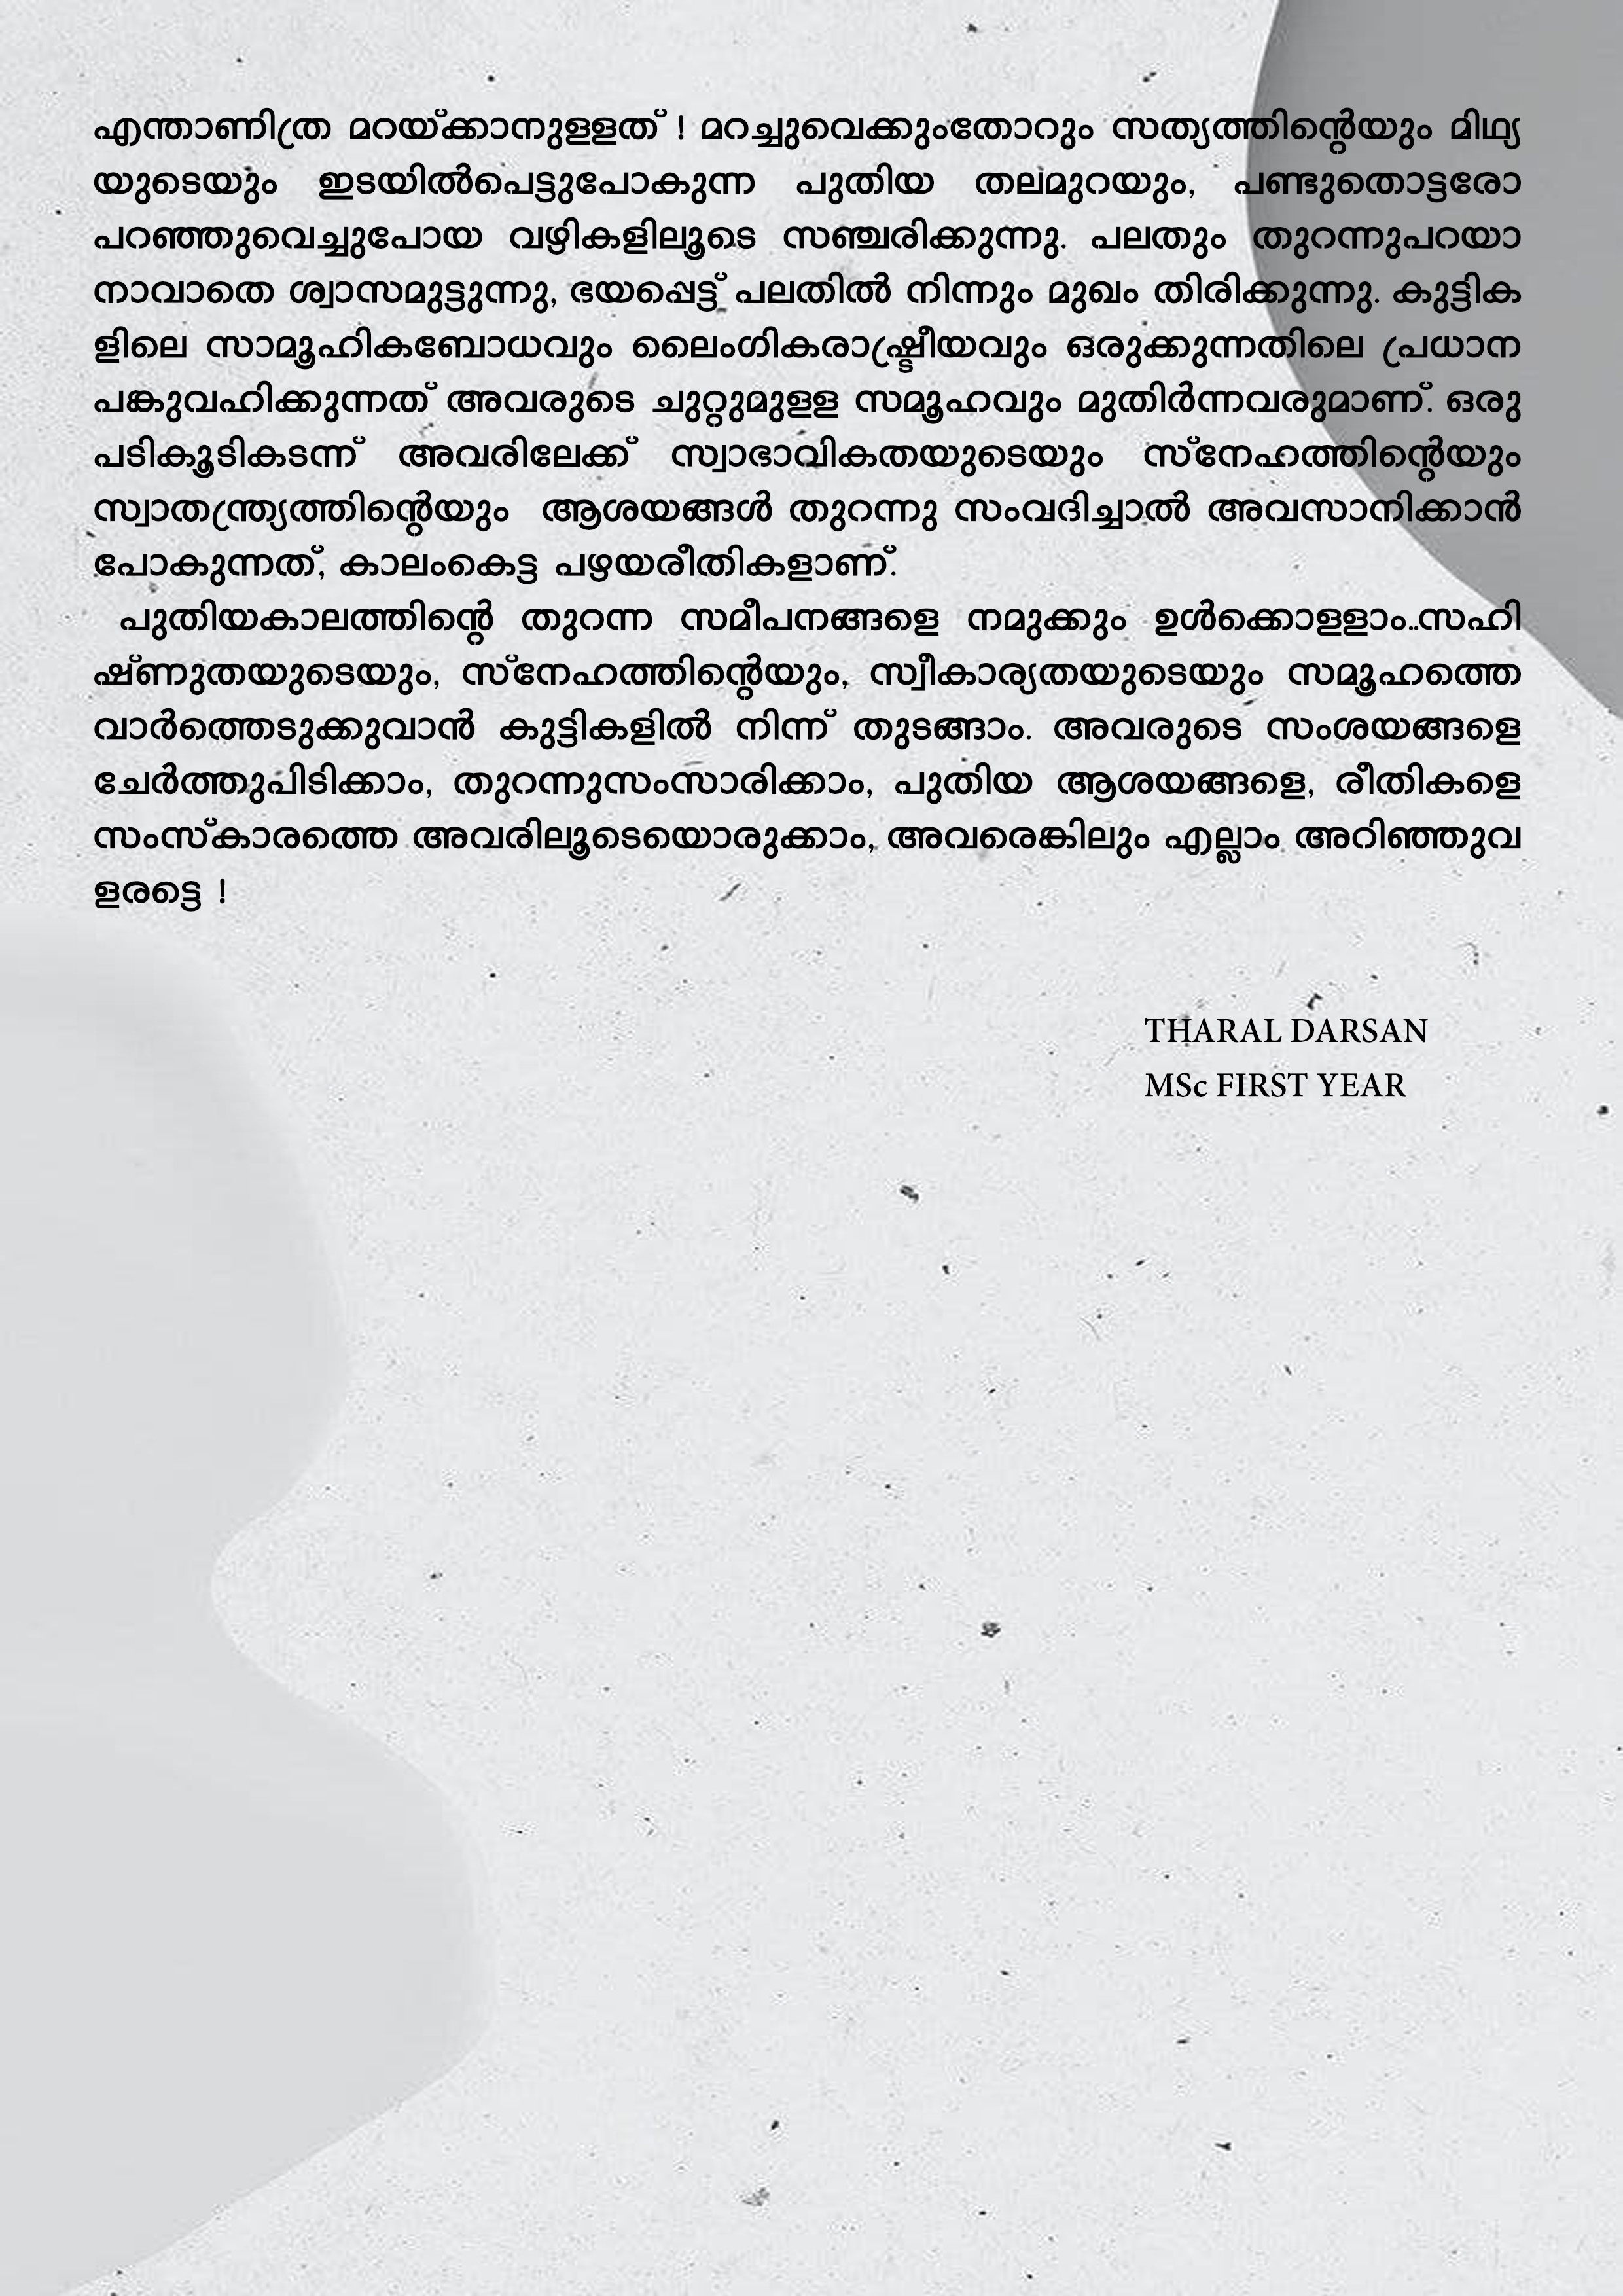 എന്താണിത്ര മറയ്ക്കാനുളളത് ! മറച്ചുവെക്കുംതോറും സത്യത്തിന്റെയും മിഥ്യ
യുടെയും ഇടയിൽപെട്ടുപോകുന്ന പുതിയ തലമുറയും, പണ്ടുതൊട്ടരോ
പറഞ്ഞുവെച്ചുപോയ വഴികളിലൂടെ സഞ്ചരിക്കുന്നു. പലതും തുറന്നുപറയാ
നാവാതെ ശ്വാസമുട്ടുന്നു, ഭയപ്പെട്ട് പലതിൽ നിന്നും മുഖം തിരിക്കുന്നു. കുട്ടിക
ളിലെ സാമൂഹികബോധവും ലൈംഗികരാഷ്ട്രീയവും ഒരുക്കുന്നതിലെ പ്രധാന
പങ്കുവഹിക്കുന്നത് അവരുടെ ചുറ്റുമുളള സമൂഹവും മുതിർന്നവരുമാണ്. ഒരു
പടികൂടികടന്ന് അവരിലേക്ക് സ്വാഭാവികതയുടെയും സ്നേഹത്തിന്റെയും
സ്വാതന്ത്ര്യത്തിന്റെയും ആശയങ്ങൾ തുറന്നു സംവദിച്ചാൽ അവസാനിക്കാൻ
പോകുന്നത്, കാലംകെട്ട പഴയരീതികളാണ്.
പുതിയകാലത്തിന്റെ തുറന്ന സമീപനങ്ങളെ നമുക്കും ഉൾക്കൊളളാം..സഹി
ഷ്ണുതയുടെയും, സ്നേഹത്തിന്റെയും, സ്വീകാര്യതയുടെയും സമൂഹത്തെ
വാർത്തെടുക്കുവാൻ കുട്ടികളിൽ നിന്ന് തുടങ്ങാം. അവരുടെ സംശയങ്ങളെ
ചേർത്തുപിടിക്കാം, തുറന്നുസംസാരിക്കാം, പുതിയ ആശയങ്ങളെ, രീതികളെ
സംസ്കാരത്തെ അവരിലൂടെയൊരുക്കാം, അവരെങ്കിലും എല്ലാം അറിഞ്ഞുവ
ളരട്ടെ !
THARAL DARSAN
MSc FIRST YEAR